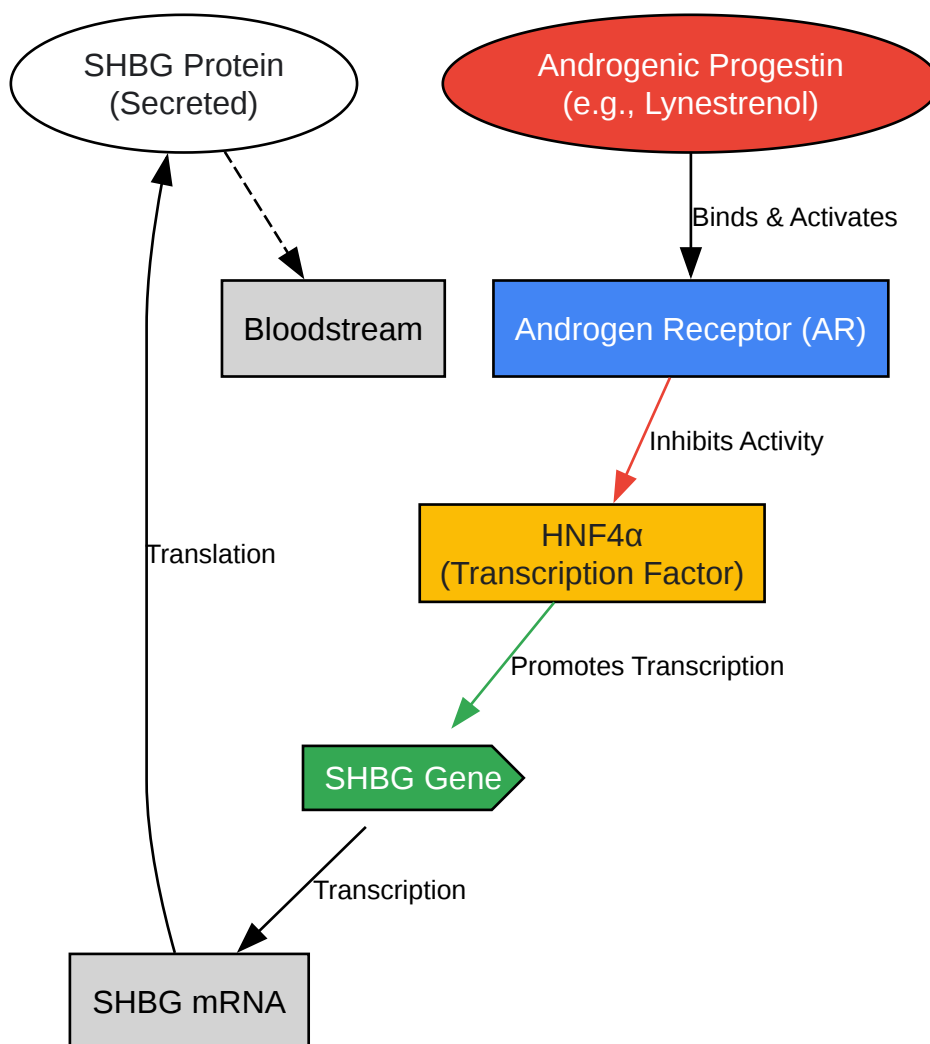 SHBG Protein
(Secreted)
Androgenic Progestin
(e.g., Lynestrenol)
Binds & Activates
Bloodstream
Androgen Receptor (AR)
Inhibits Activity
HNF4α
(Transcription Factor)
Translation
Promotes Transcription
SHBG Gene
Transcription
SHBG mRNA